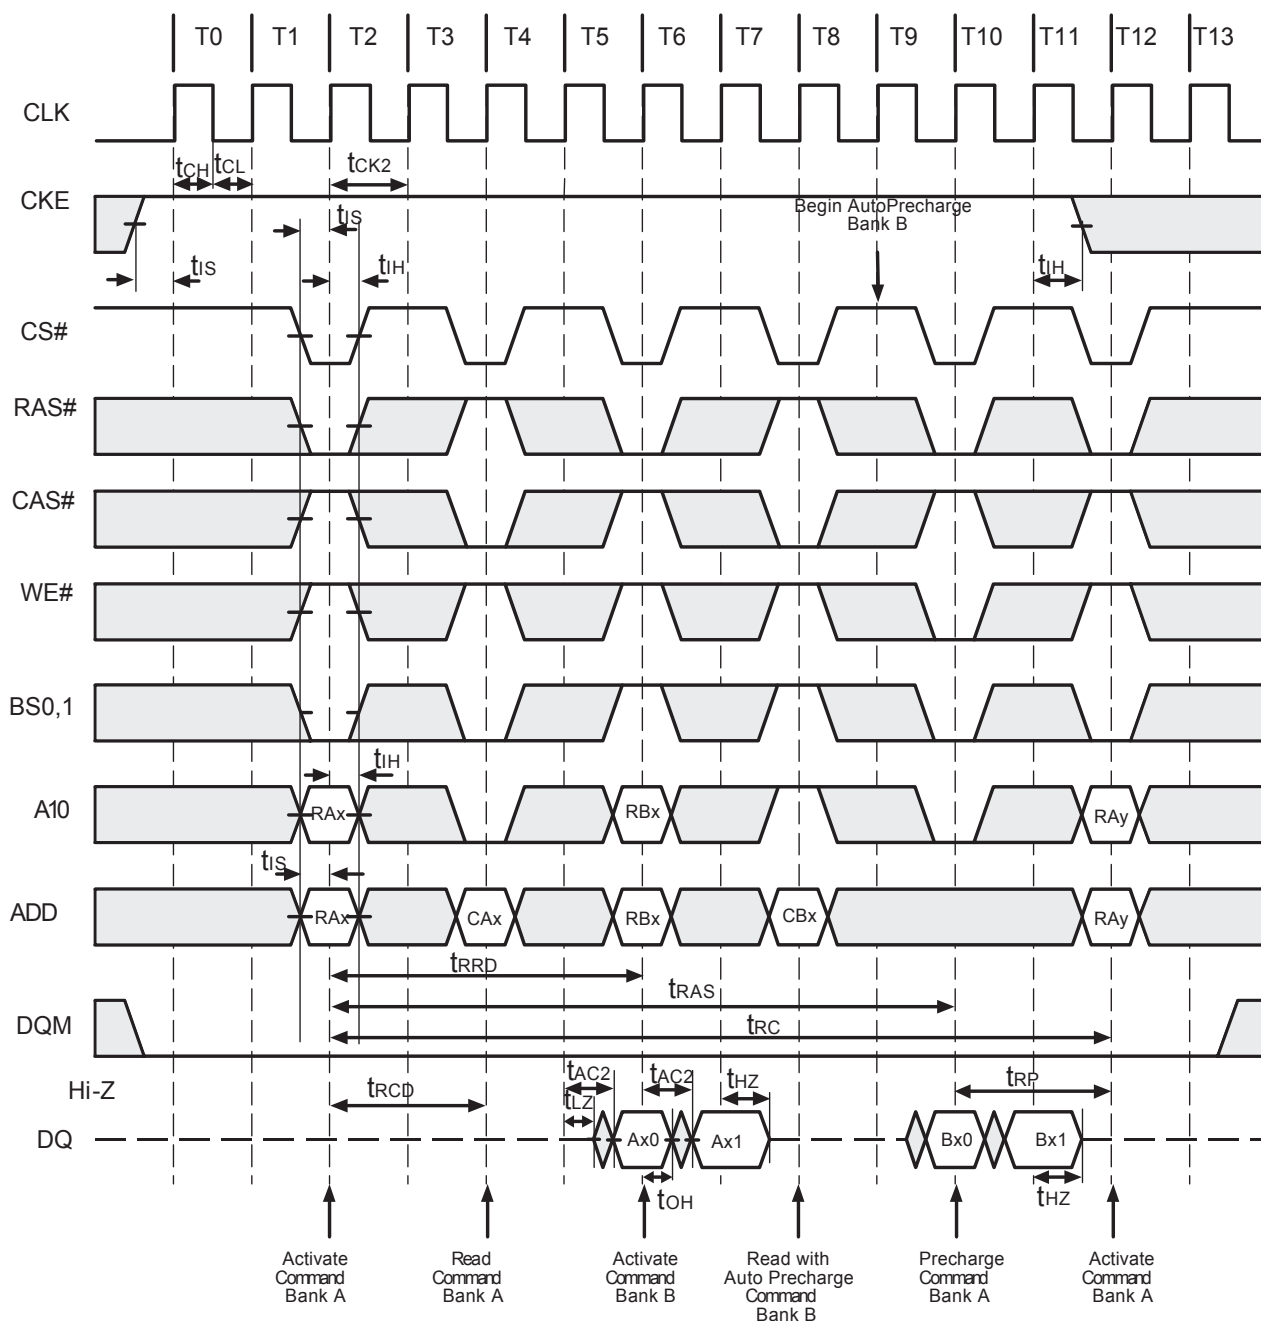 T0 T1 T2 T3 T4 T5 T6 T7 T8 T9 T10 T11 T12 T13
CLK
tCH tCL tCK2
CKE
Begin AutoPrecharge
Bank B
tIS
tIS tIH tIH
CS#
RAS#
CAS#
WE#
BS0,1
tIH
A10 RAx RBx RAy
tIS
ADD RAx CAx RBx CBx RAy
tRRD
tRAS
DQM tRC
Hi-Z tRCD tAC2 tAC2 tHZ tRP
tLZ
DQ Ax0 Ax1 Bx0 Bx1
tOH tHZ
Activate
Command
Bank A
Read
Command
Bank A
Activate
Command
Bank B
Read with
Auto Precharge
Command
Bank B
Precharge
Command
Bank A
Activate
Command
Bank A